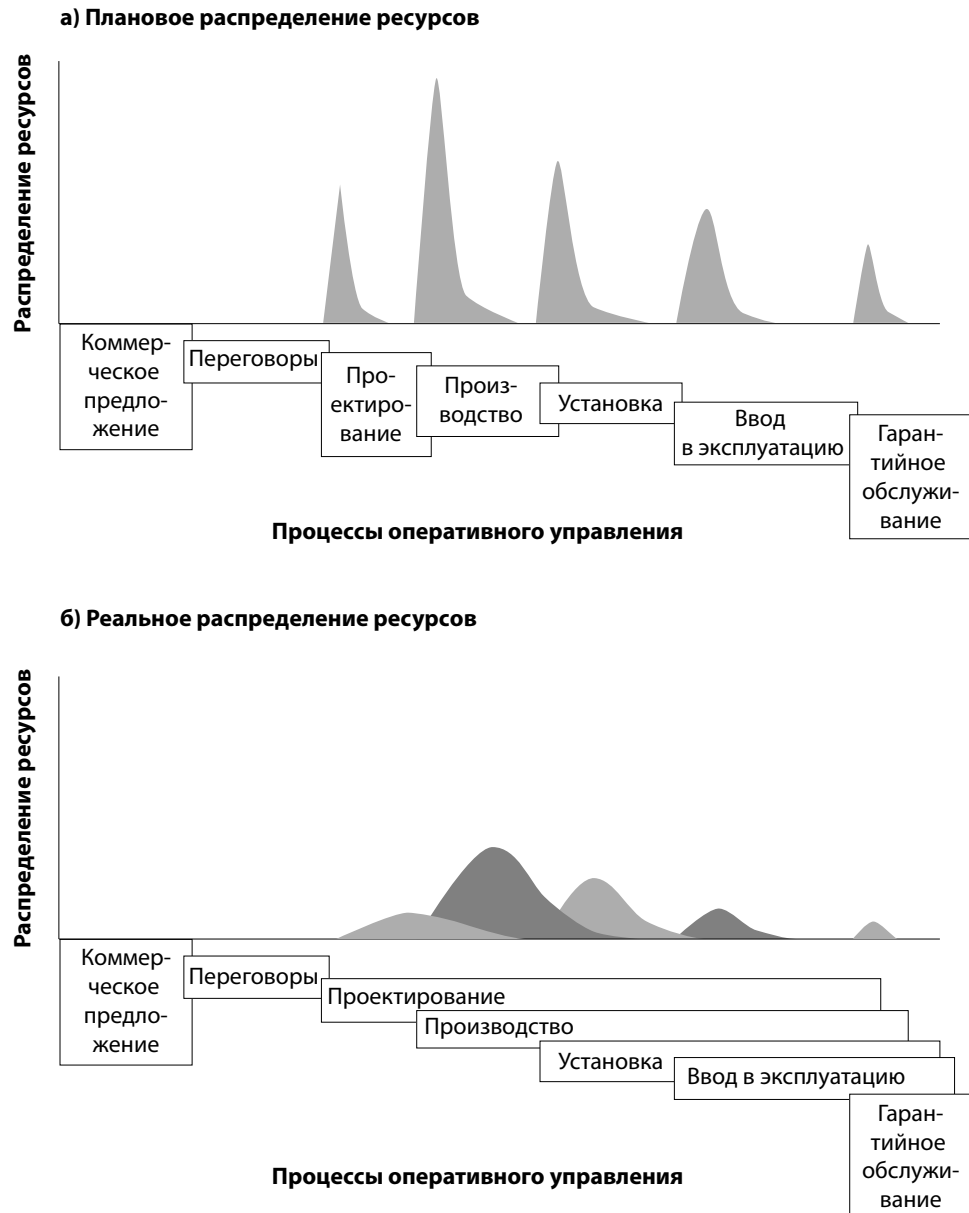 а) Плановое распределение ресурсов
Распределение ресурсов
Коммер-
ческое
предло-
жение
Переговоры
Про-
ектиро-
вание
Произ-
водство
Установка
Ввод
в эксплуатацию
Гаран-
тийное
обслужи-
вание
Процессы оперативного управления
б) Реальное распределение ресурсов
Распределение ресурсов
Коммер-
ческое
предло-
жение
Переговоры
Проектирование
Производство
Установка
Ввод в эксплуатацию
Гаран-
тийное
обслужи-
вание
Процессы оперативного управления